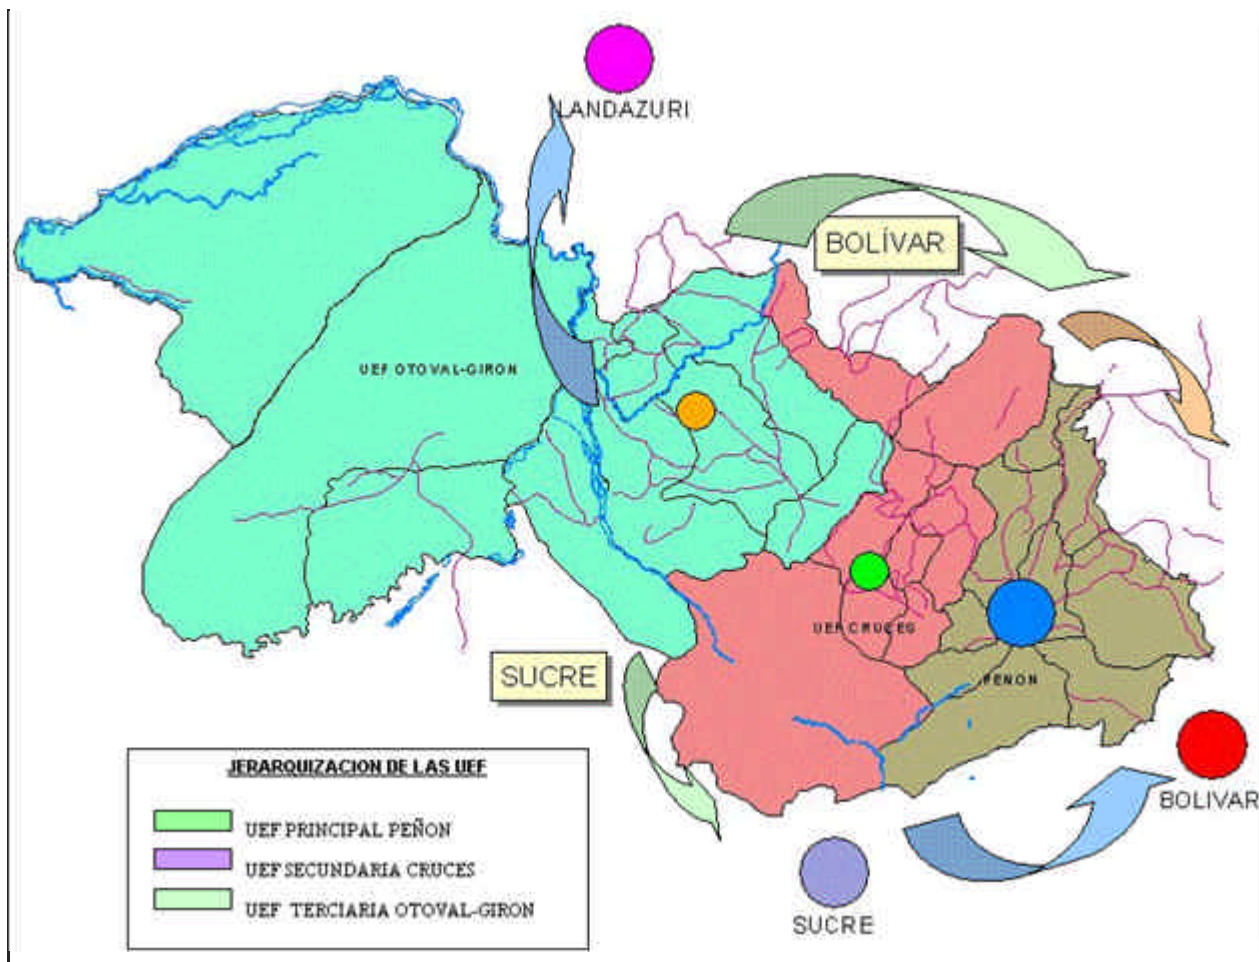 LANDAZURI
BOLÍVAR
UEF OTOVAL-GIRON
UEF CRUCES
SUCRE
PEÑON
BOLIVAR
SUCRE
JERARQUIZACION DE LAS UEF
UEF PRINCIPAL PEÑON
UEF SECUNDARIA CRUCES
UEF TERCIARIA OTOVAL-GIRON